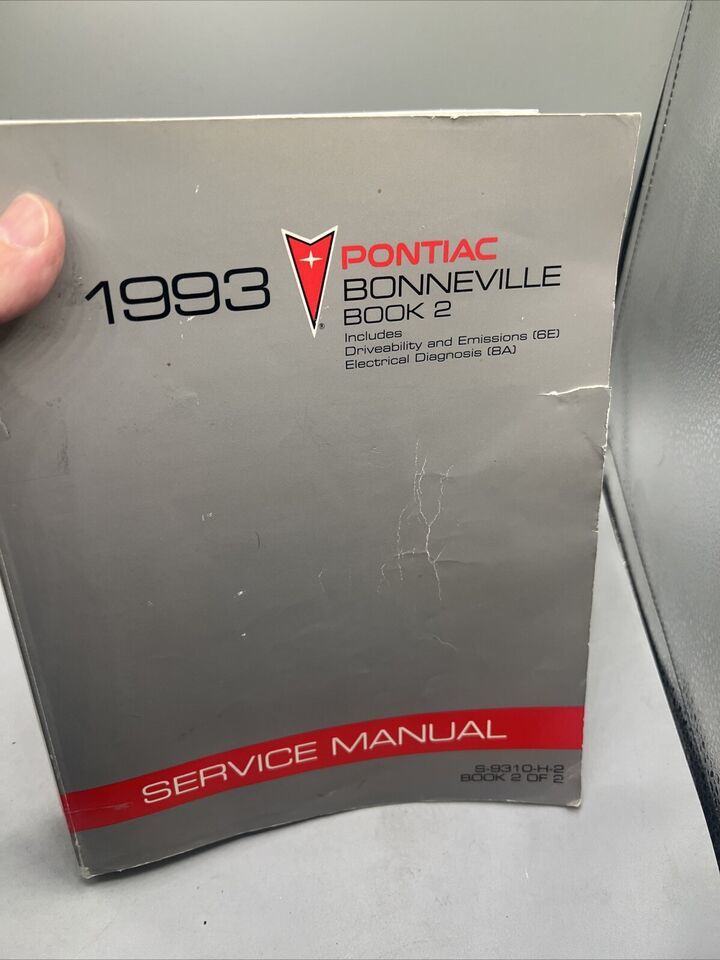 1993
PONTIAC
BONNEVILLE
BOOK 2
Includes
Driveability and Emissions (6E)
Electrical Diagnosis (8A)
®
SERVICE MANUAL
S-9310-H-2
BOOK 2 OF 2